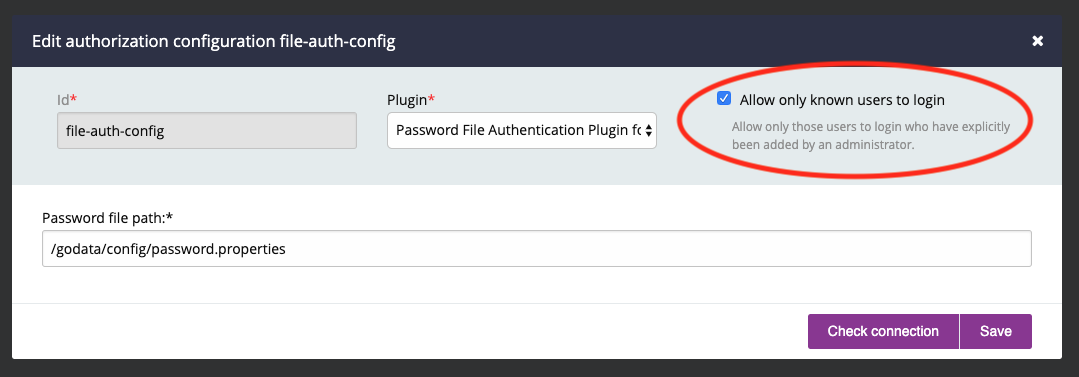 Edit authorization configuration file-auth-config
Id*
Plugin*
Allow only known users to login
file-auth-config
Password File Authentication Plugin fo
Allow only those users to login who have explicitly
been added by an administrator.
Password file path:*
/godata/config/password.properties
Check connection
Save